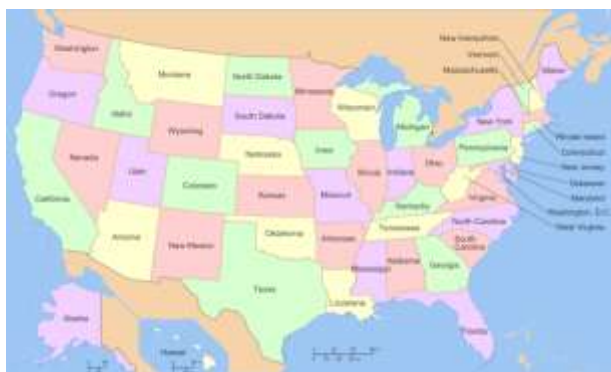 Washington
Montana
North Dakota
Minnesota
New Hampshire
Vermont
Massachusetts
Maine
Oregon
Idaho
South Dakota
Wisconsin
Michigan
New York
Wyoming
Rhode Island
Connecticut
New Jersey
Delaware
Maryland
Washington, D.C.
West Virginia
Nevada
Utah
Nebraska
Iowa
Pennsylvania
Illinois
Indiana
Ohio
California
Colorado
Kansas
Missouri
Kentucky
Virginia
Arizona
New Mexico
Oklahoma
Arkansas
Tennessee
North Carolina
South
Carolina
Texas
Louisiana
Mississippi
Alabama
Georgia
Florida
Alaska
Hawaii